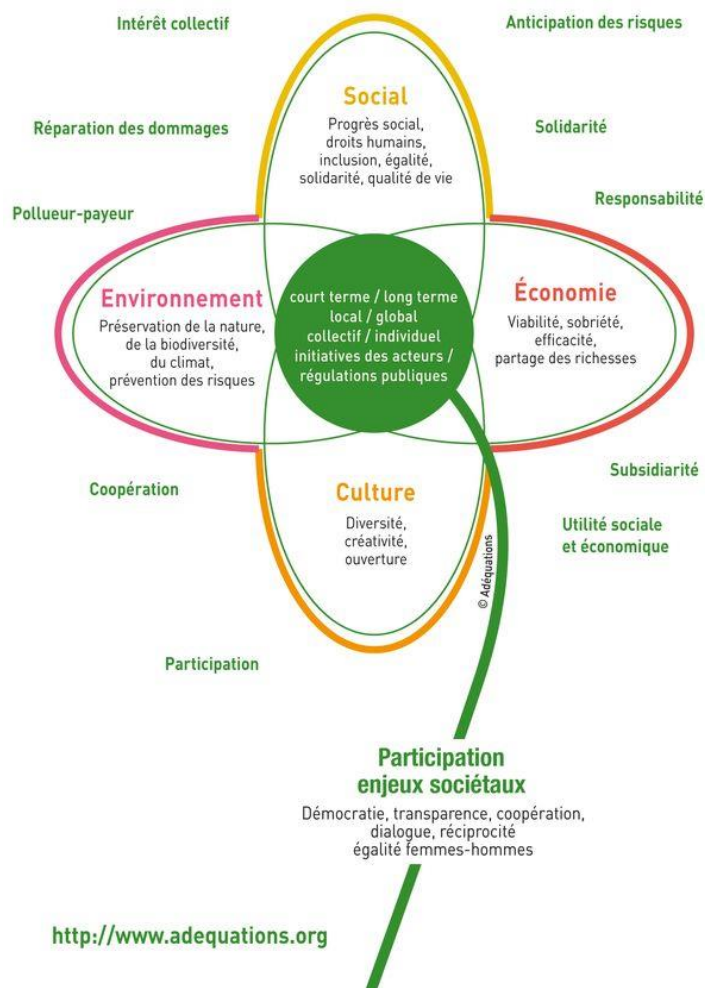 Intérêt collectif
Anticipation des risques
Social
Progrès social,
droits humains,
inclusion, égalité,
solidarité, qualité de vie
Réparation des dommages
Solidarité
Pollueur-payeur
Responsabilité
Environnement
Préservation de la nature,
de la biodiversité,
du climat,
prévention des risques
court terme / long terme
local / global
collectif / individuel
initiatives des acteurs /
régulations publiques
Économie
Viabilité, sobriété,
efficacité,
partage des richesses
Coopération
Culture
Diversité,
créativité,
ouverture
Subsidiarité
Utilité sociale
et économique
© Adéquations
Participation
Participation
enjeux sociétaux
Démocratie, transparence, coopération,
dialogue, réciprocité
égalité femmes-hommes
http://www.adequations.org